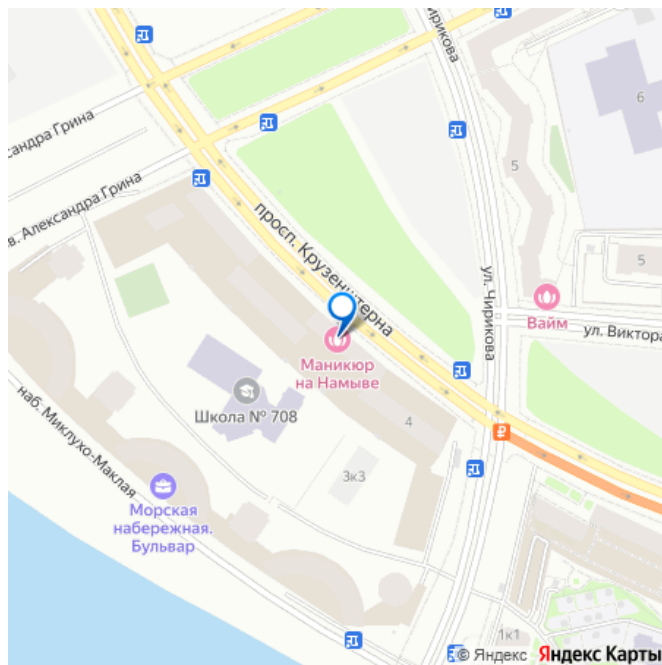 Чирикова
6
сандра Грина
5
в. Александра Грина
просп. Крузенштерна
ул. Чирикова
5
Вайм
ул. Виктора
Маникюр
на Намыве
Школа № 708
4
наб. Миклухо-Маклая
3к3
Морская
набережная.
Бульвар
1к1
© Яндекс Яндекс Карты